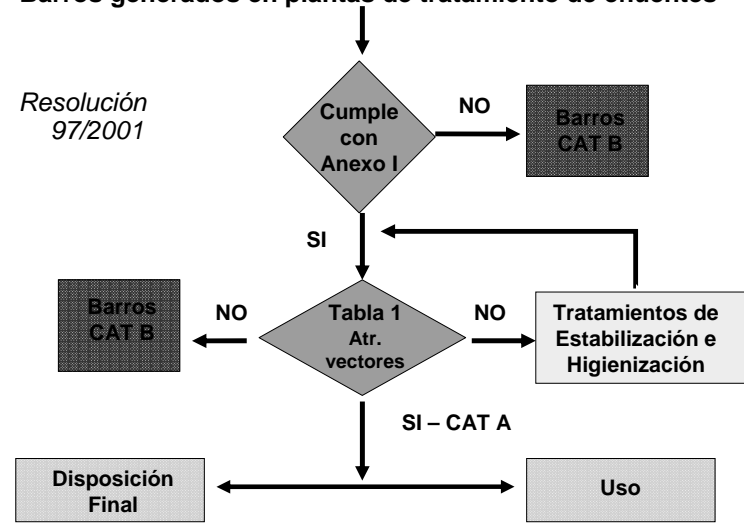 Barros generados en plantas de tratamiento de efluentes
Resolución
97/2001
Cumple
con
Anexo I
NO
Barros
CAT B
SI
Barros
CAT B
NO
Tabla 1
Atr.
vectores
NO
Tratamientos de
Estabilización e
Higienización
SI – CAT A
Disposición
Final
Uso